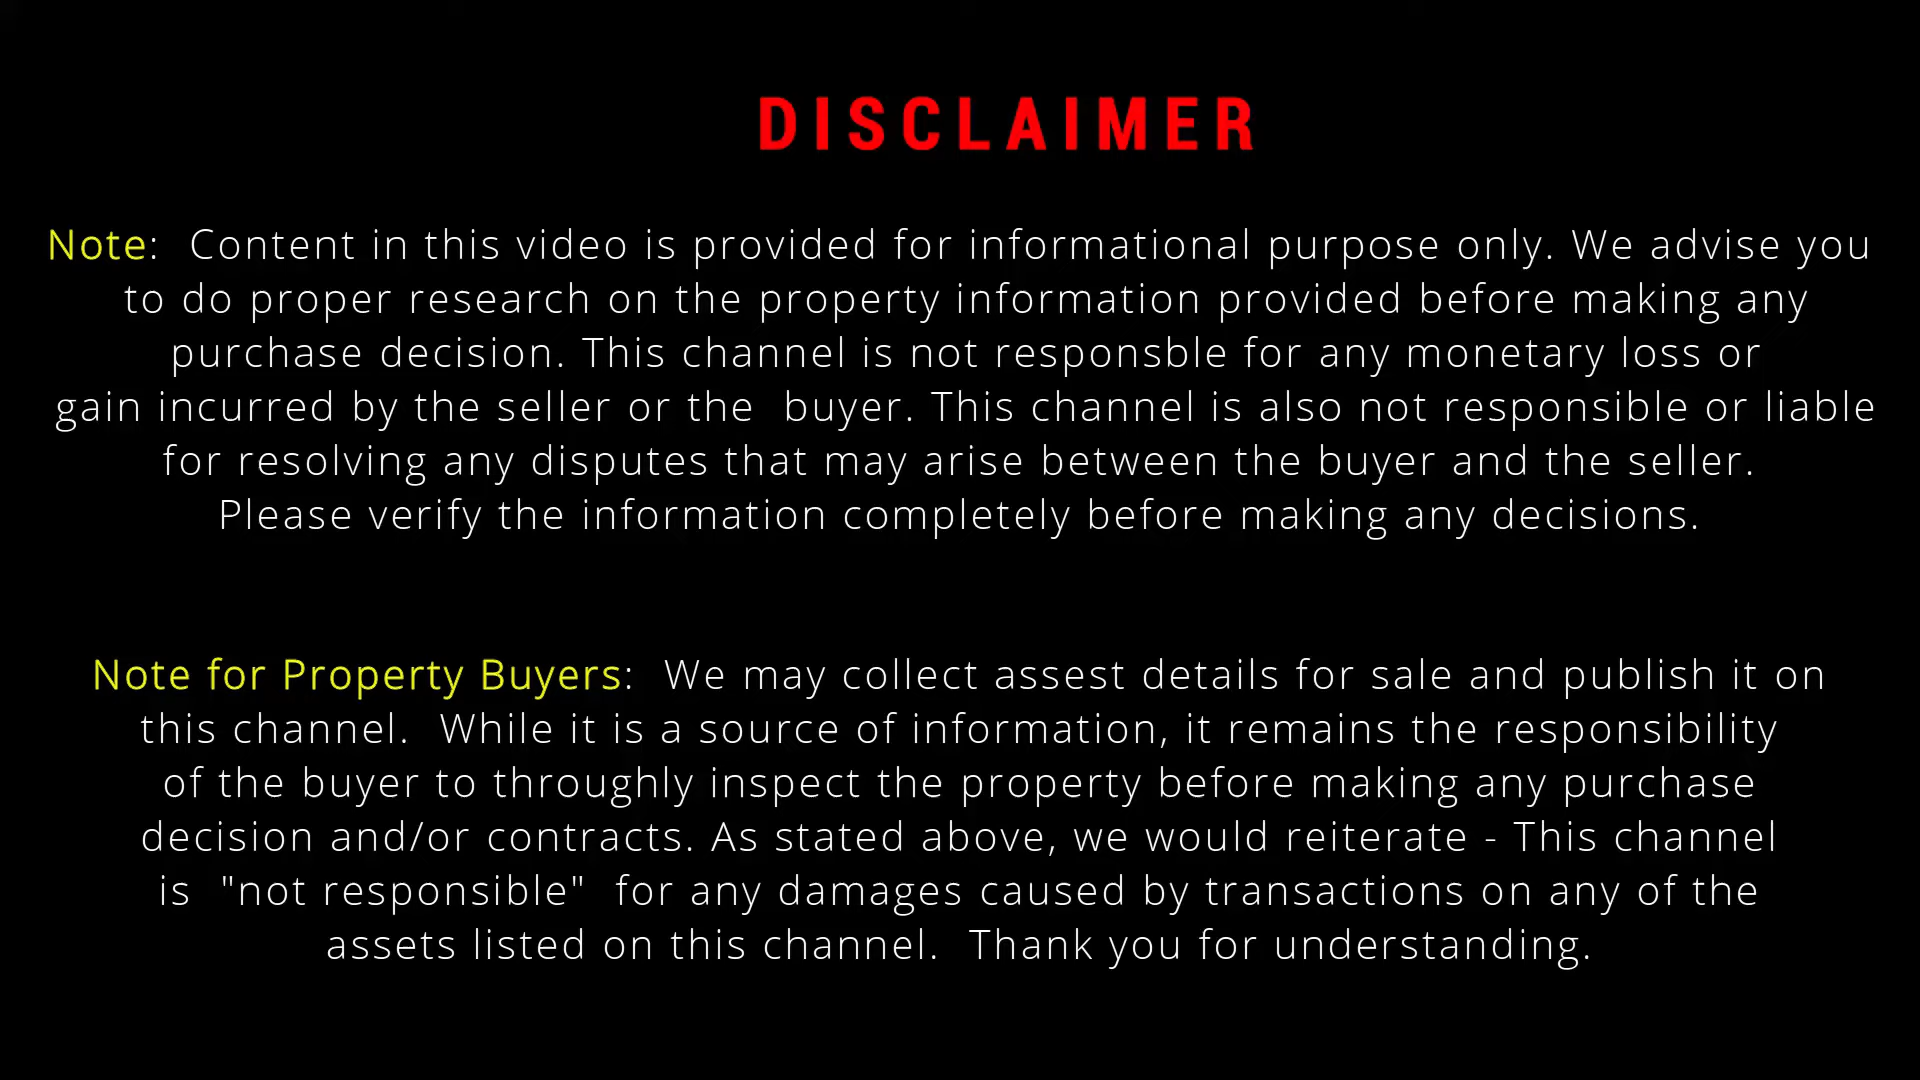 DISCLAIMER
Note:  Content in this video is provided for informational purpose only. We advise you
to do proper research on the property information provided before making any
purchase decision. This channel is not responsble for any monetary loss or
gain incurred by the seller or the  buyer. This channel is also not responsible or liable
for resolving any disputes that may arise between the buyer and the seller.
Please verify the information completely before making any decisions.
Note for Property Buyers:  We may collect assest details for sale and publish it on
this channel.  While it is a source of information, it remains the responsibility
of the buyer to throughly inspect the property before making any purchase
decision and/or contracts. As stated above, we would reiterate - This channel
is  "not responsible"  for any damages caused by transactions on any of the
assets listed on this channel.  Thank you for understanding.